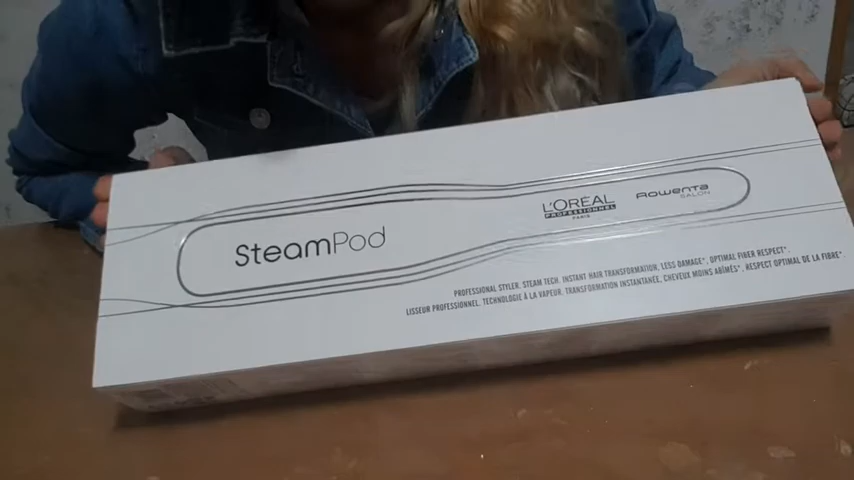 SteamPod
L'ORÉAL
PROFESSIONNEL
PARIS
ROWENTA
SALON
PROFESSIONAL STYLER, STEAM TECH, INSTANT HAIR TRANSFORMATION, LESS DAMAGE*, OPTIMAL FIBER RESPECT
LISSEUR PROFESSIONNEL, TECHNOLOGIE À LA VAPEUR, TRANSFORMATION INSTANTANÉE, CHEVEUX MOINS ABÎMÉS*, RESPECT OPTIMAL DE LA FIBRE